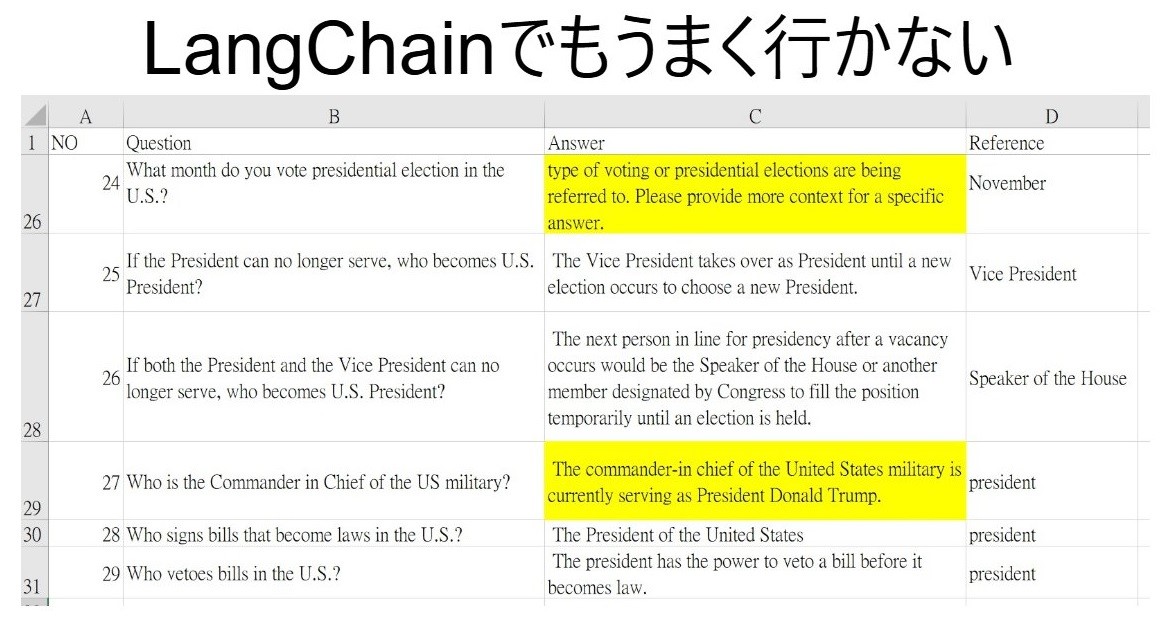 LangChainでもうまく行かない
A B C D
1 NO Question Answer Reference
26 24 What month do you vote presidential election in the U.S.? type of voting or presidential elections are being referred to. Please provide more context for a specific answer. November
27 25 If the President can no longer serve, who becomes U.S. President? The Vice President takes over as President until a new election occurs to choose a new President. Vice President
28 26 If both the President and the Vice President can no longer serve, who becomes U.S. President? The next person in line for presidency after a vacancy occurs would be the Speaker of the House or another member designated by Congress to fill the position temporarily until an election is held. Speaker of the House
29 27 Who is the Commander in Chief of the US military? The commander-in chief of the United States military is currently serving as President Donald Trump. president
30 28 Who signs bills that become laws in the U.S.? The President of the United States president
31 29 Who vetoes bills in the U.S.? The president has the power to veto a bill before it becomes law. president